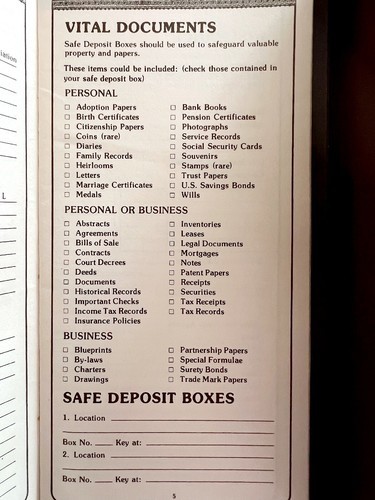 VITAL DOCUMENTS
Safe Deposit Boxes should be used to safeguard valuable
property and papers.
These items could be included: (check those contained in
your safe deposit box)
PERSONAL
☐ Adoption Papers
☐ Birth Certificates
☐ Citizenship Papers
☐ Coins (rare)
☐ Diaries
☐ Family Records
☐ Heirlooms
☐ Letters
☐ Marriage Certificates
☐ Medals
☐ Bank Books
☐ Pension Certificates
☐ Photographs
☐ Service Records
☐ Social Security Cards
☐ Souvenirs
☐ Stamps (rare)
☐ Trust Papers
☐ U.S. Savings Bonds
☐ Wills
PERSONAL OR BUSINESS
☐ Abstracts
☐ Agreements
☐ Bills of Sale
☐ Contracts
☐ Court Decrees
☐ Deeds
☐ Documents
☐ Historical Records
☐ Important Checks
☐ Income Tax Records
☐ Insurance Policies
☐ Inventories
☐ Leases
☐ Legal Documents
☐ Mortgages
☐ Notes
☐ Patent Papers
☐ Receipts
☐ Securities
☐ Tax Receipts
☐ Tax Records
BUSINESS
☐ Blueprints
☐ By-laws
☐ Charters
☐ Drawings
☐ Partnership Papers
☐ Special Formulae
☐ Surety Bonds
☐ Trade Mark Papers
SAFE DEPOSIT BOXES
1. Location
Box No. ____ Key at:
2. Location
Box No. ____ Key at:
5